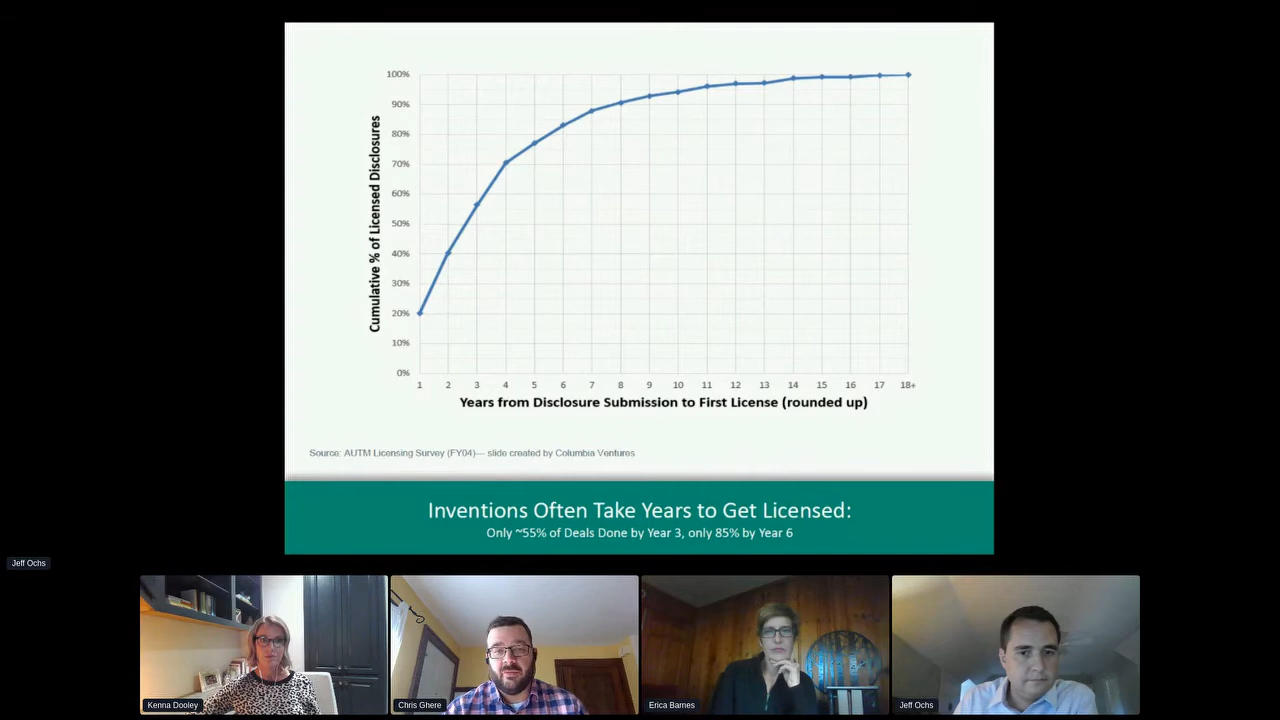 100%
90%
80%
70%
60%
50%
40%
30%
20%
10%
0%
Cumulative % of Licensed Disclosures
1 2 3 4 5 6 7 8 9 10 11 12 13 14 15 16 17 18+
Years from Disclosure Submission to First License (rounded up)
Source: AUTM Licensing Survey (FY04)— slide created by Columbia Ventures
Inventions Often Take Years to Get Licensed:
Only ~55% of Deals Done by Year 3, only 85% by Year 6
Jeff Ochs
Kenna Dooley
Chris Ghere
Erica Barnes
Jeff Ochs